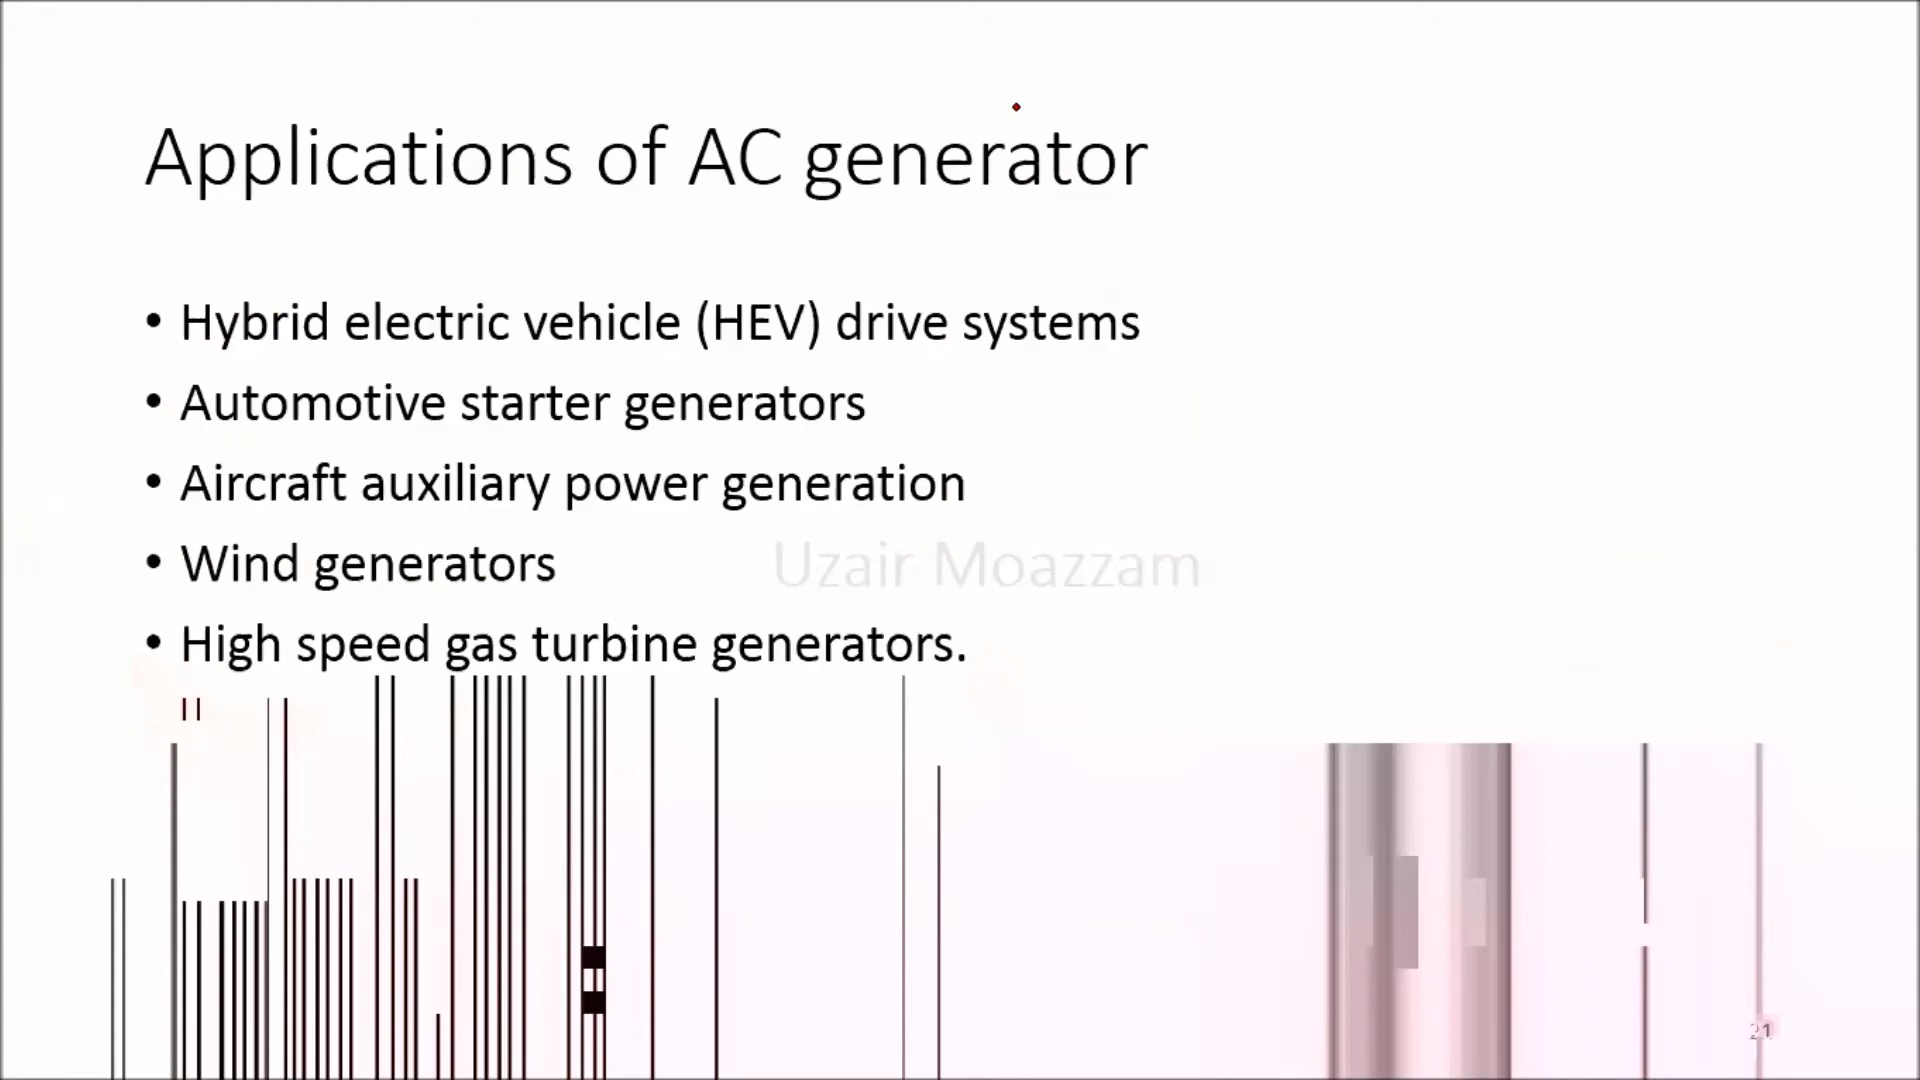 Applications of AC generator
• Hybrid electric vehicle (HEV) drive systems
• Automotive starter generators
• Aircraft auxiliary power generation
• Wind generators
Uzair Moazzam
• High speed gas turbine generators.
21